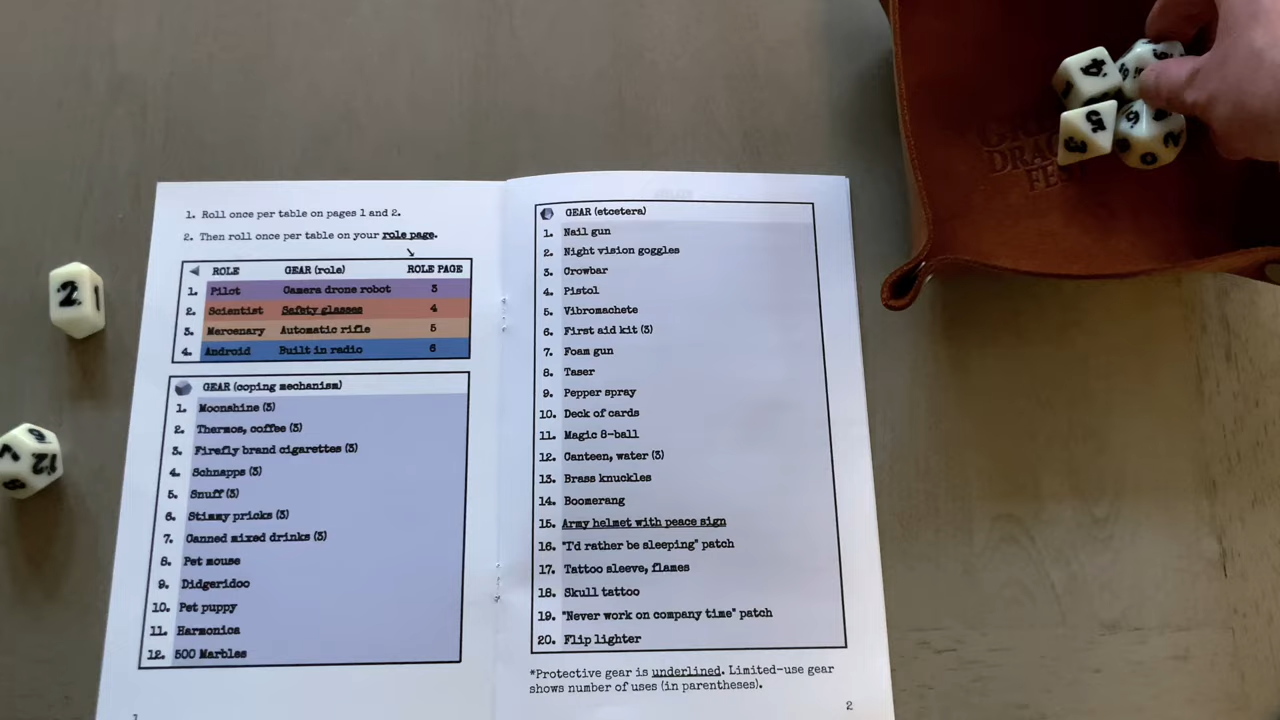 1. Roll once per table on pages 1 and 2.
2. Then roll once per table on your role page.
ROLE GEAR (role) ROLE PAGE
1. Pilot Camera drone robot 3
2. Scientist Safety glasses 4
3. Mercenary Automatic rifle 5
4. Android Built in radio 6
GEAR (coping mechanism)
1. Moonshine (3)
2. Thermos, coffee (3)
3. Firefly brand cigarettes (3)
4. Schnapps (3)
5. Snuff (3)
6. Stimmy pricks (3)
7. Canned mixed drinks (3)
8. Pet mouse
9. Didgeridoo
10. Pet puppy
11. Harmonica
12. 500 Marbles
1
GEAR (etcetera)
1. Nail gun
2. Night vision goggles
3. Crowbar
4. Pistol
5. Vibromachete
6. First aid kit (3)
7. Foam gun
8. Taser
9. Pepper spray
10. Deck of cards
11. Magic 8-ball
12. Canteen, water (3)
13. Brass knuckles
14. Boomerang
15. Army helmet with peace sign
16. "I'd rather be sleeping" patch
17. Tattoo sleeve, flames
18. Skull tattoo
19. "Never work on company time" patch
20. Flip lighter
*Protective gear is underlined. Limited-use gear
shows number of uses (in parentheses).
2
2 1
12
4
5